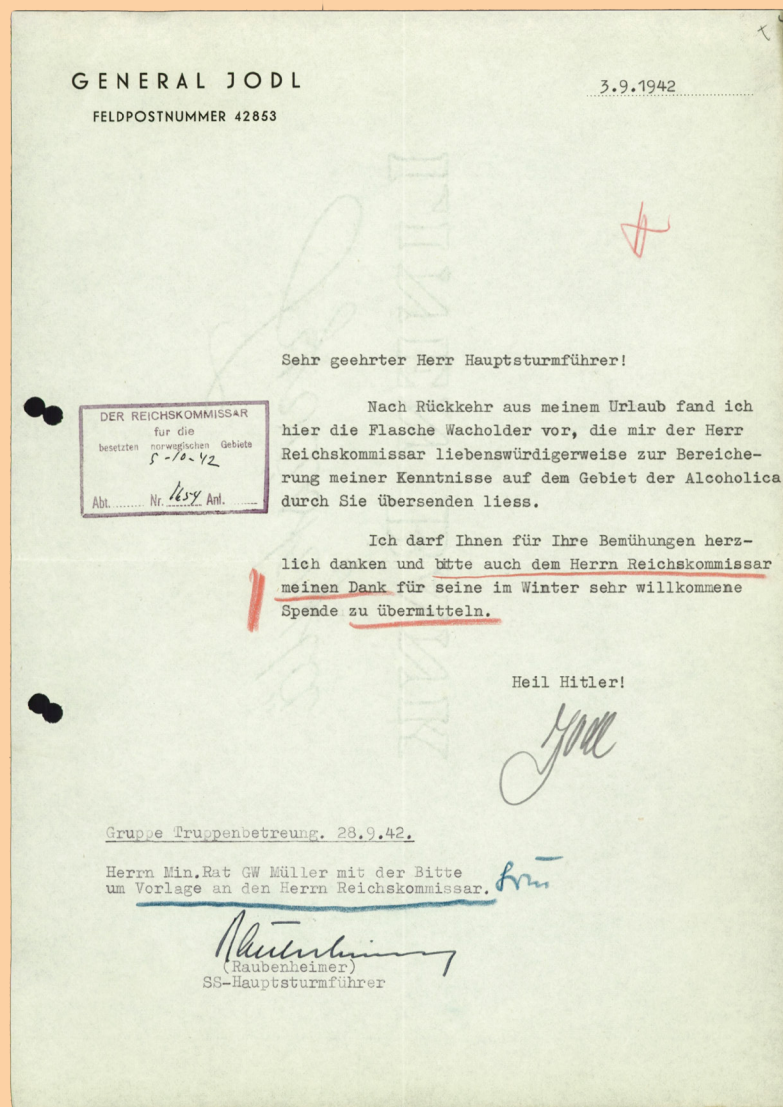 GENERAL JODL
FELDPOSTNUMMER 42853
3.9.1942
Sehr geehrter Herr Hauptsturmführer!
Nach Rückkehr aus meinem Urlaub fand ich
hier die Flasche Wacholder vor, die mir der Herr
Reichskommissar liebenswürdigerweise zur Bereiche-
rung meiner Kenntnisse auf dem Gebiet der Alcoholica
durch Sie übersenden liess.
DER REICHSKOMMISSAR
für die
besetzten norwegischen Gebiete
5-10-42
Abt. ........ Nr. 1654 Anl. ........
Ich darf Ihnen für Ihre Bemühungen herz-
lich danken und bitte auch dem Herrn Reichskommissar
meinen Dank für seine im Winter sehr willkommene
Spende zu übermitteln.
Heil Hitler!
Jodl
Gruppe Truppenbetreung. 28.9.42.
Herrn Min.Rat GW Müller mit der Bitte
um Vorlage an den Herrn Reichskommissar.
Raubenheimer
(Raubenheimer)
SS-Hauptsturmführer